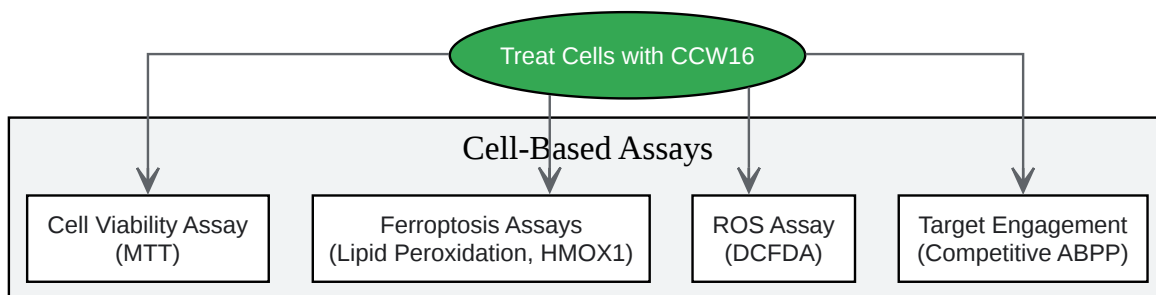 Treat Cells with CCW16
Cell-Based Assays
Cell Viability Assay
(MTT)
Ferroptosis Assays
(Lipid Peroxidation, HMOX1)
ROS Assay
(DCFDA)
Target Engagement
(Competitive ABPP)